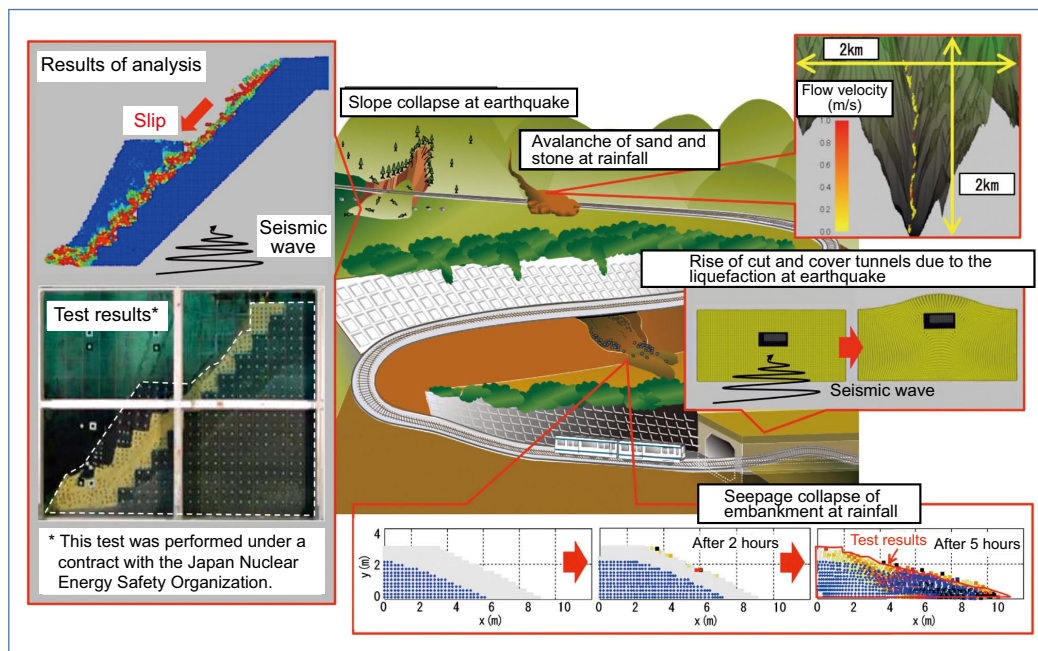 Results of analysis
Slip
Seismic
wave
Test results*
* This test was performed under a
contract with the Japan Nuclear
Energy Safety Organization.
Slope collapse at earthquake
Avalanche of sand and
stone at rainfall
2km
Flow velocity
(m/s)
1.0
0.8
0.6
0.4
0.2
0.0
2km
Rise of cut and cover tunnels due to the
liquefaction at earthquake
Seismic wave
Seepage collapse of
embankment at rainfall
y (m)
4
2
0
0 2 4 6 8 10
x (m)
After 2 hours
0 2 4 6 8 10
x (m)
Test results
After 5 hours
0 2 4 6 8 10
x (m)